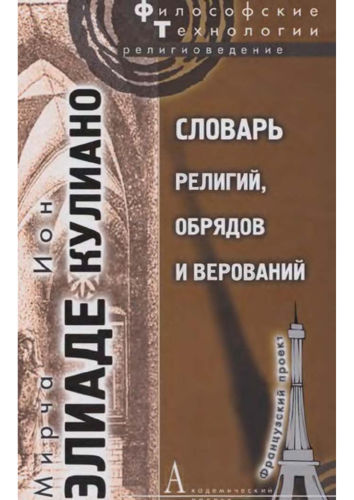 Философские
Технологии
религиоведение
Мирча Ион
ЭЛИАДЕ КУЛИАНО
СЛОВАРЬ
РЕЛИГИЙ,
ОБРЯДОВ
И ВЕРОВАНИЙ
Французский проект
Академический